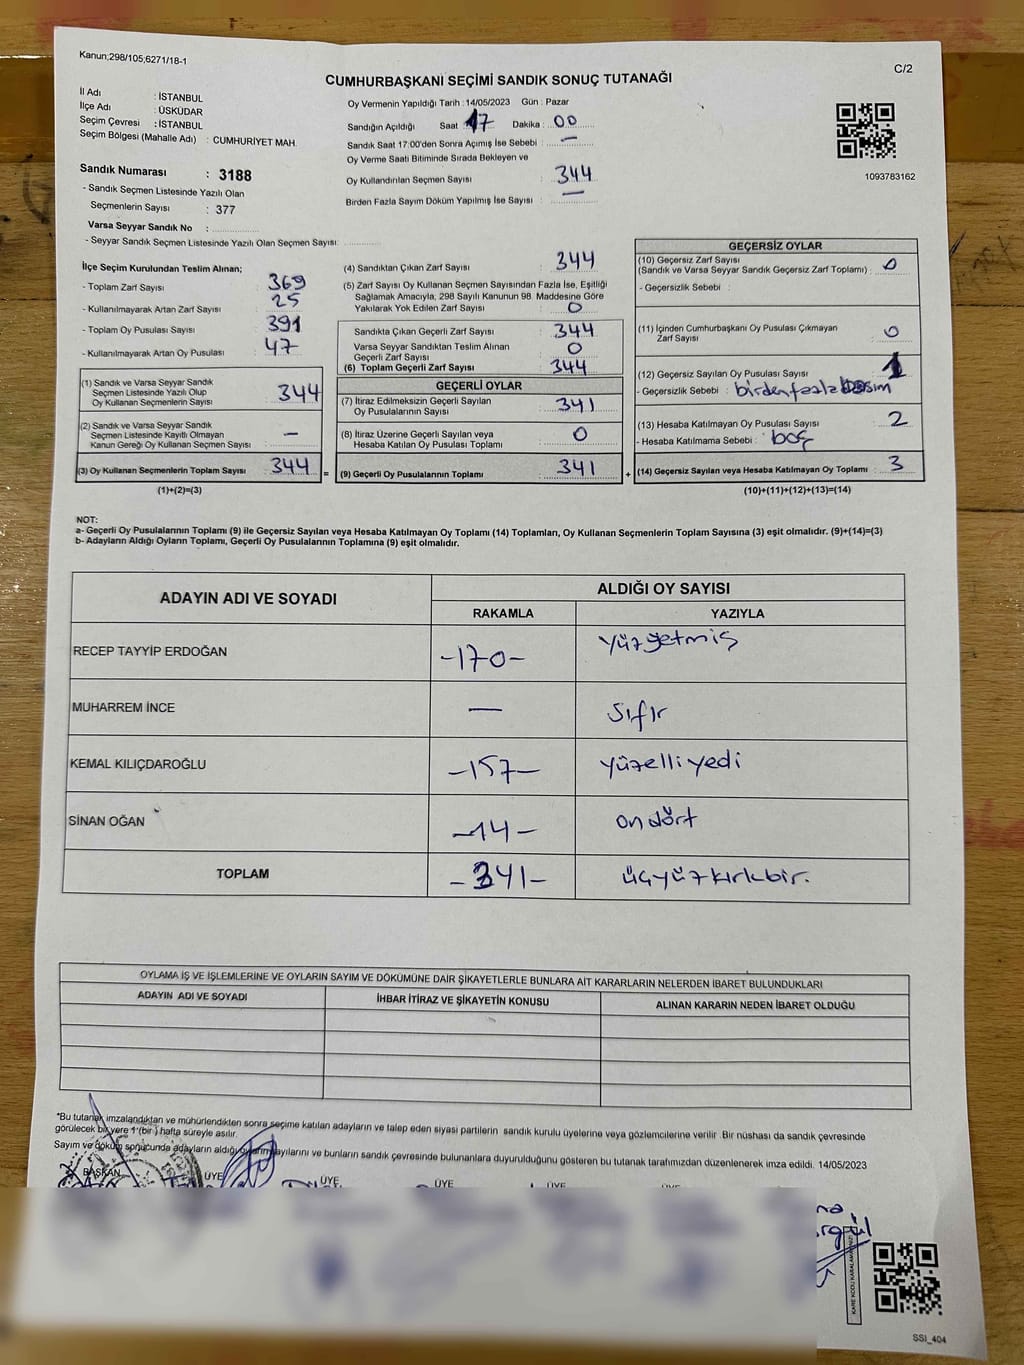 Kanun;298/105,6271/18-1
C/2
CUMHURBAŞKANI SEÇİMİ SANDIK SONUÇ TUTANAĞI
İl Adı : İSTANBUL
İlçe Adı : ÜSKÜDAR
Seçim Çevresi : İSTANBUL
Seçim Bölgesi (Mahalle Adı) : CUMHURİYET MAH.
Sandık Numarası : 3188
- Sandık Seçmen Listesinde Yazılı Olan
Seçmenlerin Sayısı : 377
Varsa Seyyar Sandık No :
- Seyyar Sandık Seçmen Listesinde Yazılı Olan Seçmen Sayısı:
Oy Vermenin Yapıldığı Tarih : 14/05/2023 Gün : Pazar
Sandığın Açıldığı Saat 17 Dakika : 00
Sandık Saat 17:00'den Sonra Açımış İse Sebebi : —
Oy Verme Saati Bitiminde Sırada Bekleyen ve
Oy Kullandırılan Seçmen Sayısı : 344
Birden Fazla Sayım Döküm Yapılmış İse Sayısı : —
1093783162
İlçe Seçim Kurulundan Teslim Alınan;
- Toplam Zarf Sayısı : 369
- Kullanılmayarak Artan Zarf Sayısı : 25
- Toplam Oy Pusulası Sayısı : 391
- Kullanılmayarak Artan Oy Pusulası : 47
(1) Sandık ve Varsa Seyyar Sandık
Seçmen Listesinde Yazılı Olup
Oy Kullanan Seçmenlerin Sayısı : 344
(2) Sandık ve Varsa Seyyar Sandık
Seçmen Listesinde Kayıtlı Olmayan
Kanun Gereği Oy Kullanan Seçmen Sayısı : —
(3) Oy Kullanan Seçmenlerin Toplam Sayısı : 344 =
(1)+(2)=(3)
(4) Sandıktan Çıkan Zarf Sayısı : 344
(5) Zarf Sayısı Oy Kullanan Seçmen Sayısından Fazla İse, Eşitliği
Sağlamak Amacıyla, 298 Sayılı Kanunun 98. Maddesine Göre
Yakılarak Yok Edilen Zarf Sayısı : 0
Sandıkta Çıkan Geçerli Zarf Sayısı : 344
Varsa Seyyar Sandıktan Teslim Alınan
Geçerli Zarf Sayısı : 0
(6) Toplam Geçerli Zarf Sayısı : 344
GEÇERLİ OYLAR
(7) İtiraz Edilmeksizin Geçerli Sayılan
Oy Pusulalarının Sayısı : 341
(8) İtiraz Üzerine Geçerli Sayılan veya
Hesaba Katılan Oy Pusulası Toplamı : 0
(9) Geçerli Oy Pusulalarının Toplamı : 341 +
GEÇERSİZ OYLAR
(10) Geçersiz Zarf Sayısı
(Sandık ve Varsa Seyyar Sandık Geçersiz Zarf Toplamı) : 0
- Geçersizlik Sebebi :
(11) İçinden Cumhurbaşkanı Oy Pusulası Çıkmayan
Zarf Sayısı : 0
(12) Geçersiz Sayılan Oy Pusulası Sayısı : 1
- Geçersizlik Sebebi : birden fazla basım
(13) Hesaba Katılmayan Oy Pusulası Sayısı : 2
- Hesaba Katılmama Sebebi : boş
(14) Geçersiz Sayılan veya Hesaba Katılmayan Oy Toplamı : 3
(10)+(11)+(12)+(13)=(14)
NOT:
a- Geçerli Oy Pusulalarının Toplamı (9) ile Geçersiz Sayılan veya Hesaba Katılmayan Oy Toplamı (14) Toplamları, Oy Kullanan Seçmenlerin Toplam Sayısına (3) eşit olmalıdır. (9)+(14)=(3)
b- Adayların Aldığı Oyların Toplamı, Geçerli Oy Pusulalarının Toplamına (9) eşit olmalıdır.
ADAYIN ADI VE SOYADI
ALDIĞI OY SAYISI
RAKAMLA YAZIYLA
RECEP TAYYİP ERDOĞAN -170- yüzyetmiş
MUHARREM İNCE — sıfır
KEMAL KILIÇDAROĞLU -157- yüzelliyedi
SİNAN OĞAN -14- ondört
TOPLAM -341- üçyüzkırkbir.
OYLAMA İŞ VE İŞLEMLERİNE VE OYLARIN SAYIM VE DÖKÜMÜNE DAİR ŞİKAYETLERLE BUNLARA AİT KARARLARIN NELERDEN İBARET BULUNDUKLARI
ADAYIN ADI VE SOYADI İHBAR İTİRAZ VE ŞİKAYETİN KONUSU ALINAN KARARIN NEDEN İBARET OLDUĞU
*Bu tutanak imzalandıktan ve mühürlendikten sonra seçime katılan adayların ve talep eden siyasi partilerin sandık kurulu üyelerine veya gözlemcilerine verilir. Bir nüshası da sandık çevresinde
görülecek bir yere 1 (bir) hafta süreyle asılır.
Sayım ve döküm sonucunda adayların aldığı oyların sayılarını ve bunların sandık çevresinde bulunanlara duyurulduğunu gösteren bu tutanak tarafımızdan düzenlenerek imza edildi. 14/05/2023
BAŞKAN ÜYE ÜYE ÜYE ÜYE
SSI_404